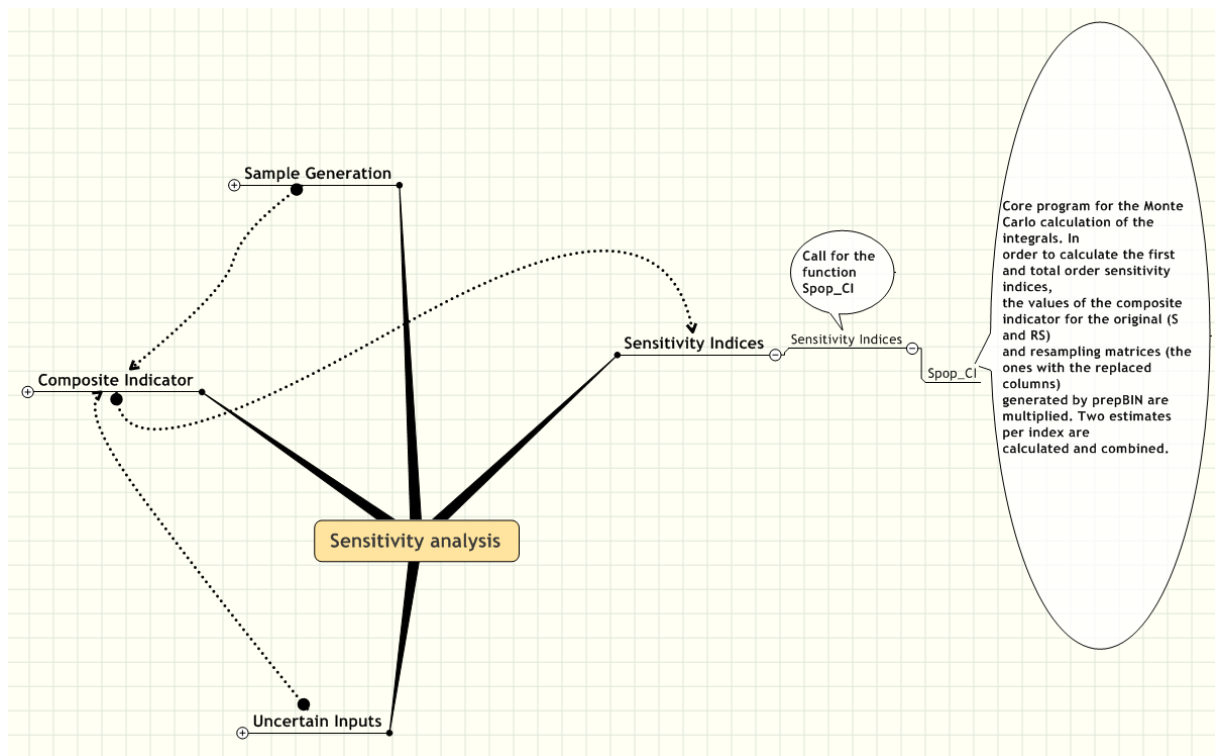 Sample Generation
Composite Indicator
Sensitivity analysis
Uncertain Inputs
Sensitivity Indices
Call for the
function
Spop_CI
Sensitivity Indices
Spop_CI
Core program for the Monte
Carlo calculation of the
integrals. In
order to calculate the first
and total order sensitivity
indices,
the values of the composite
indicator for the original (S
and RS)
and resampling matrices (the
ones with the replaced
columns)
generated by prepBIN are
multiplied. Two estimates
per index are
calculated and combined.